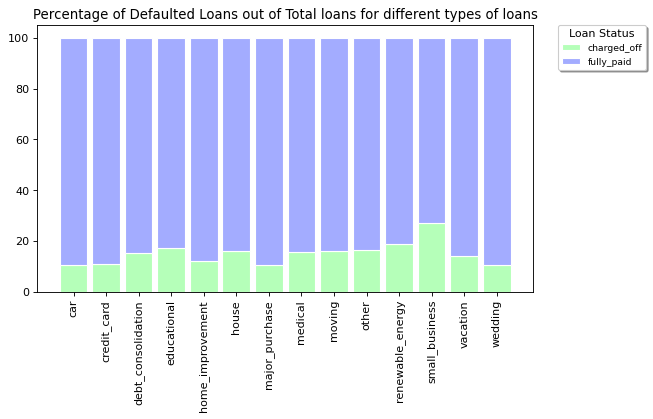 Percentage of Defaulted Loans out of Total loans for different types of loans
Loan Status
charged_off
fully_paid
100
80
60
40
20
0
car
credit_card
debt_consolidation
educational
home_improvement
house
major_purchase
medical
moving
other
renewable_energy
small_business
vacation
wedding